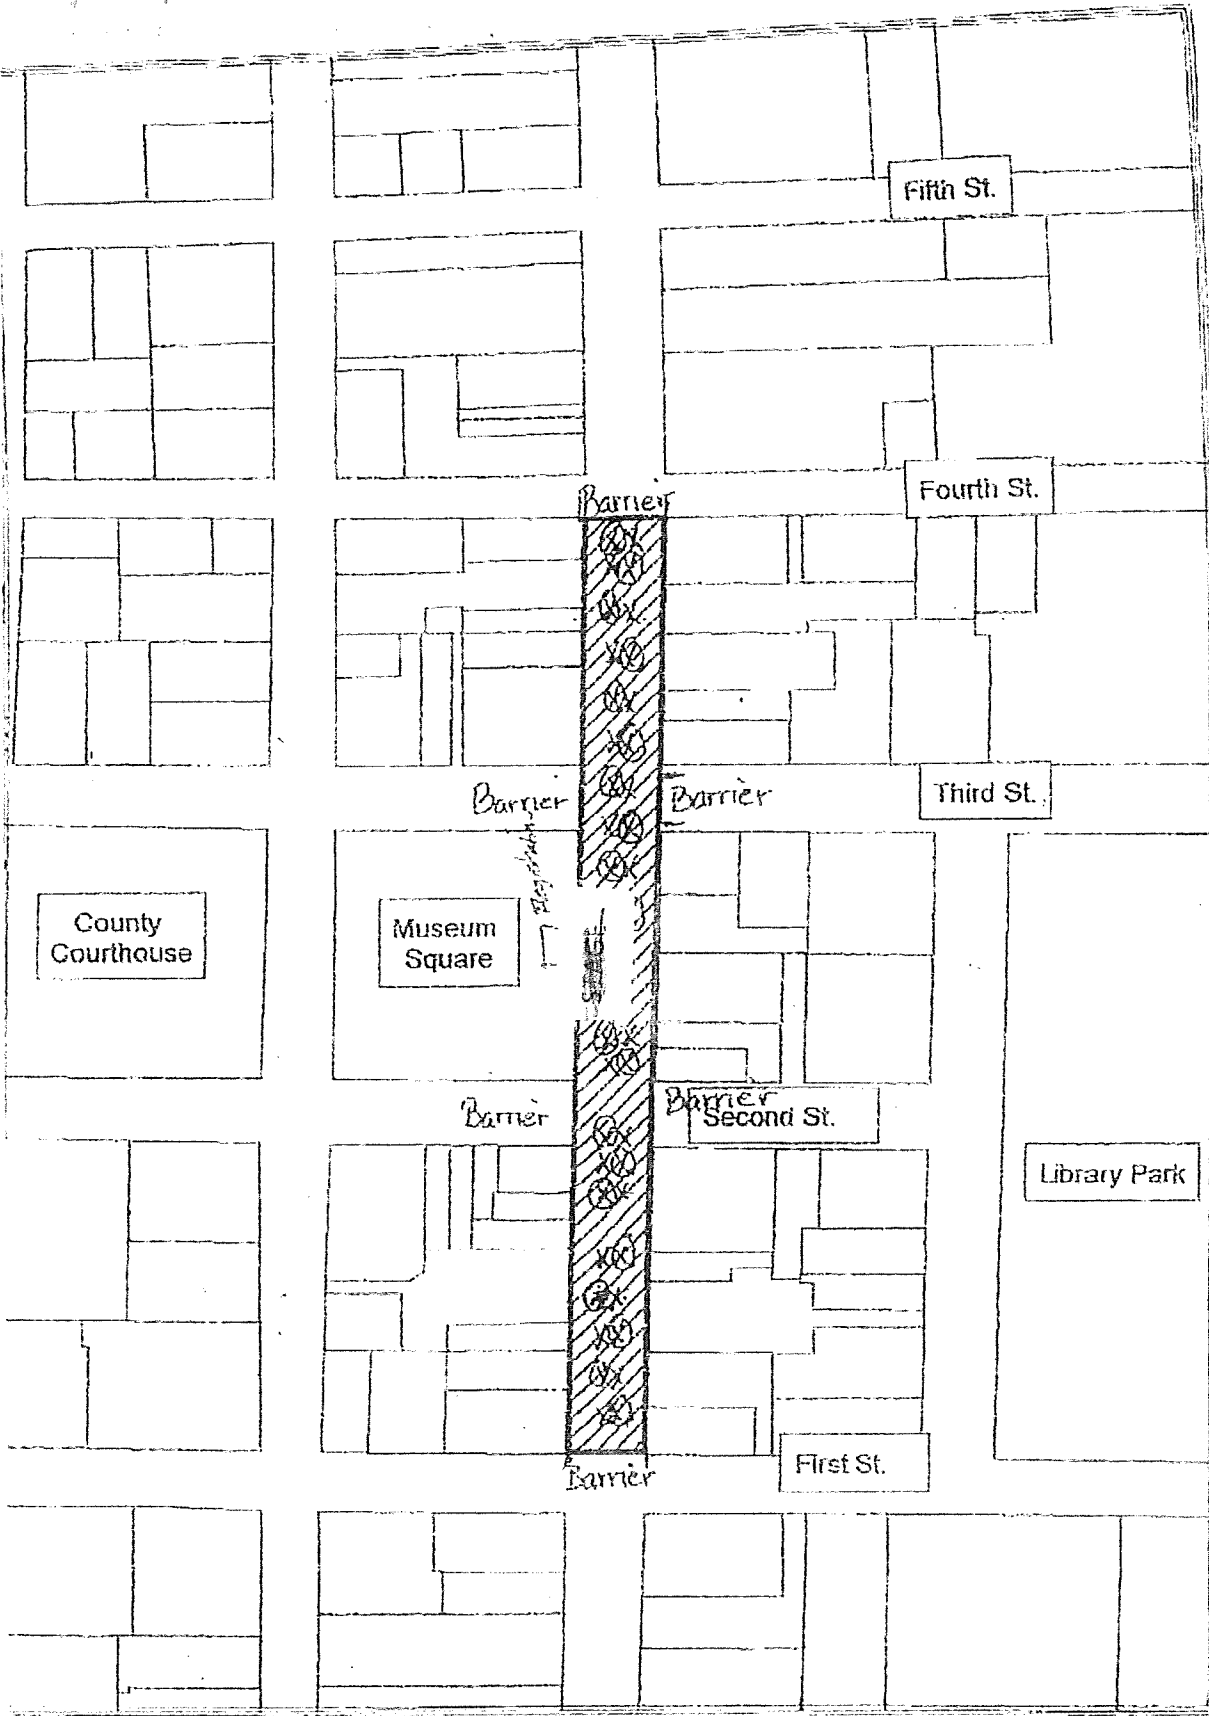 Fifth St.
Fourth St.
Barrier
Barrier
Barrier
Third St.
County
Courthouse
Museum
Square
STAGE
Barrier
Barrier
Second St.
Library Park
First St.
Barrier